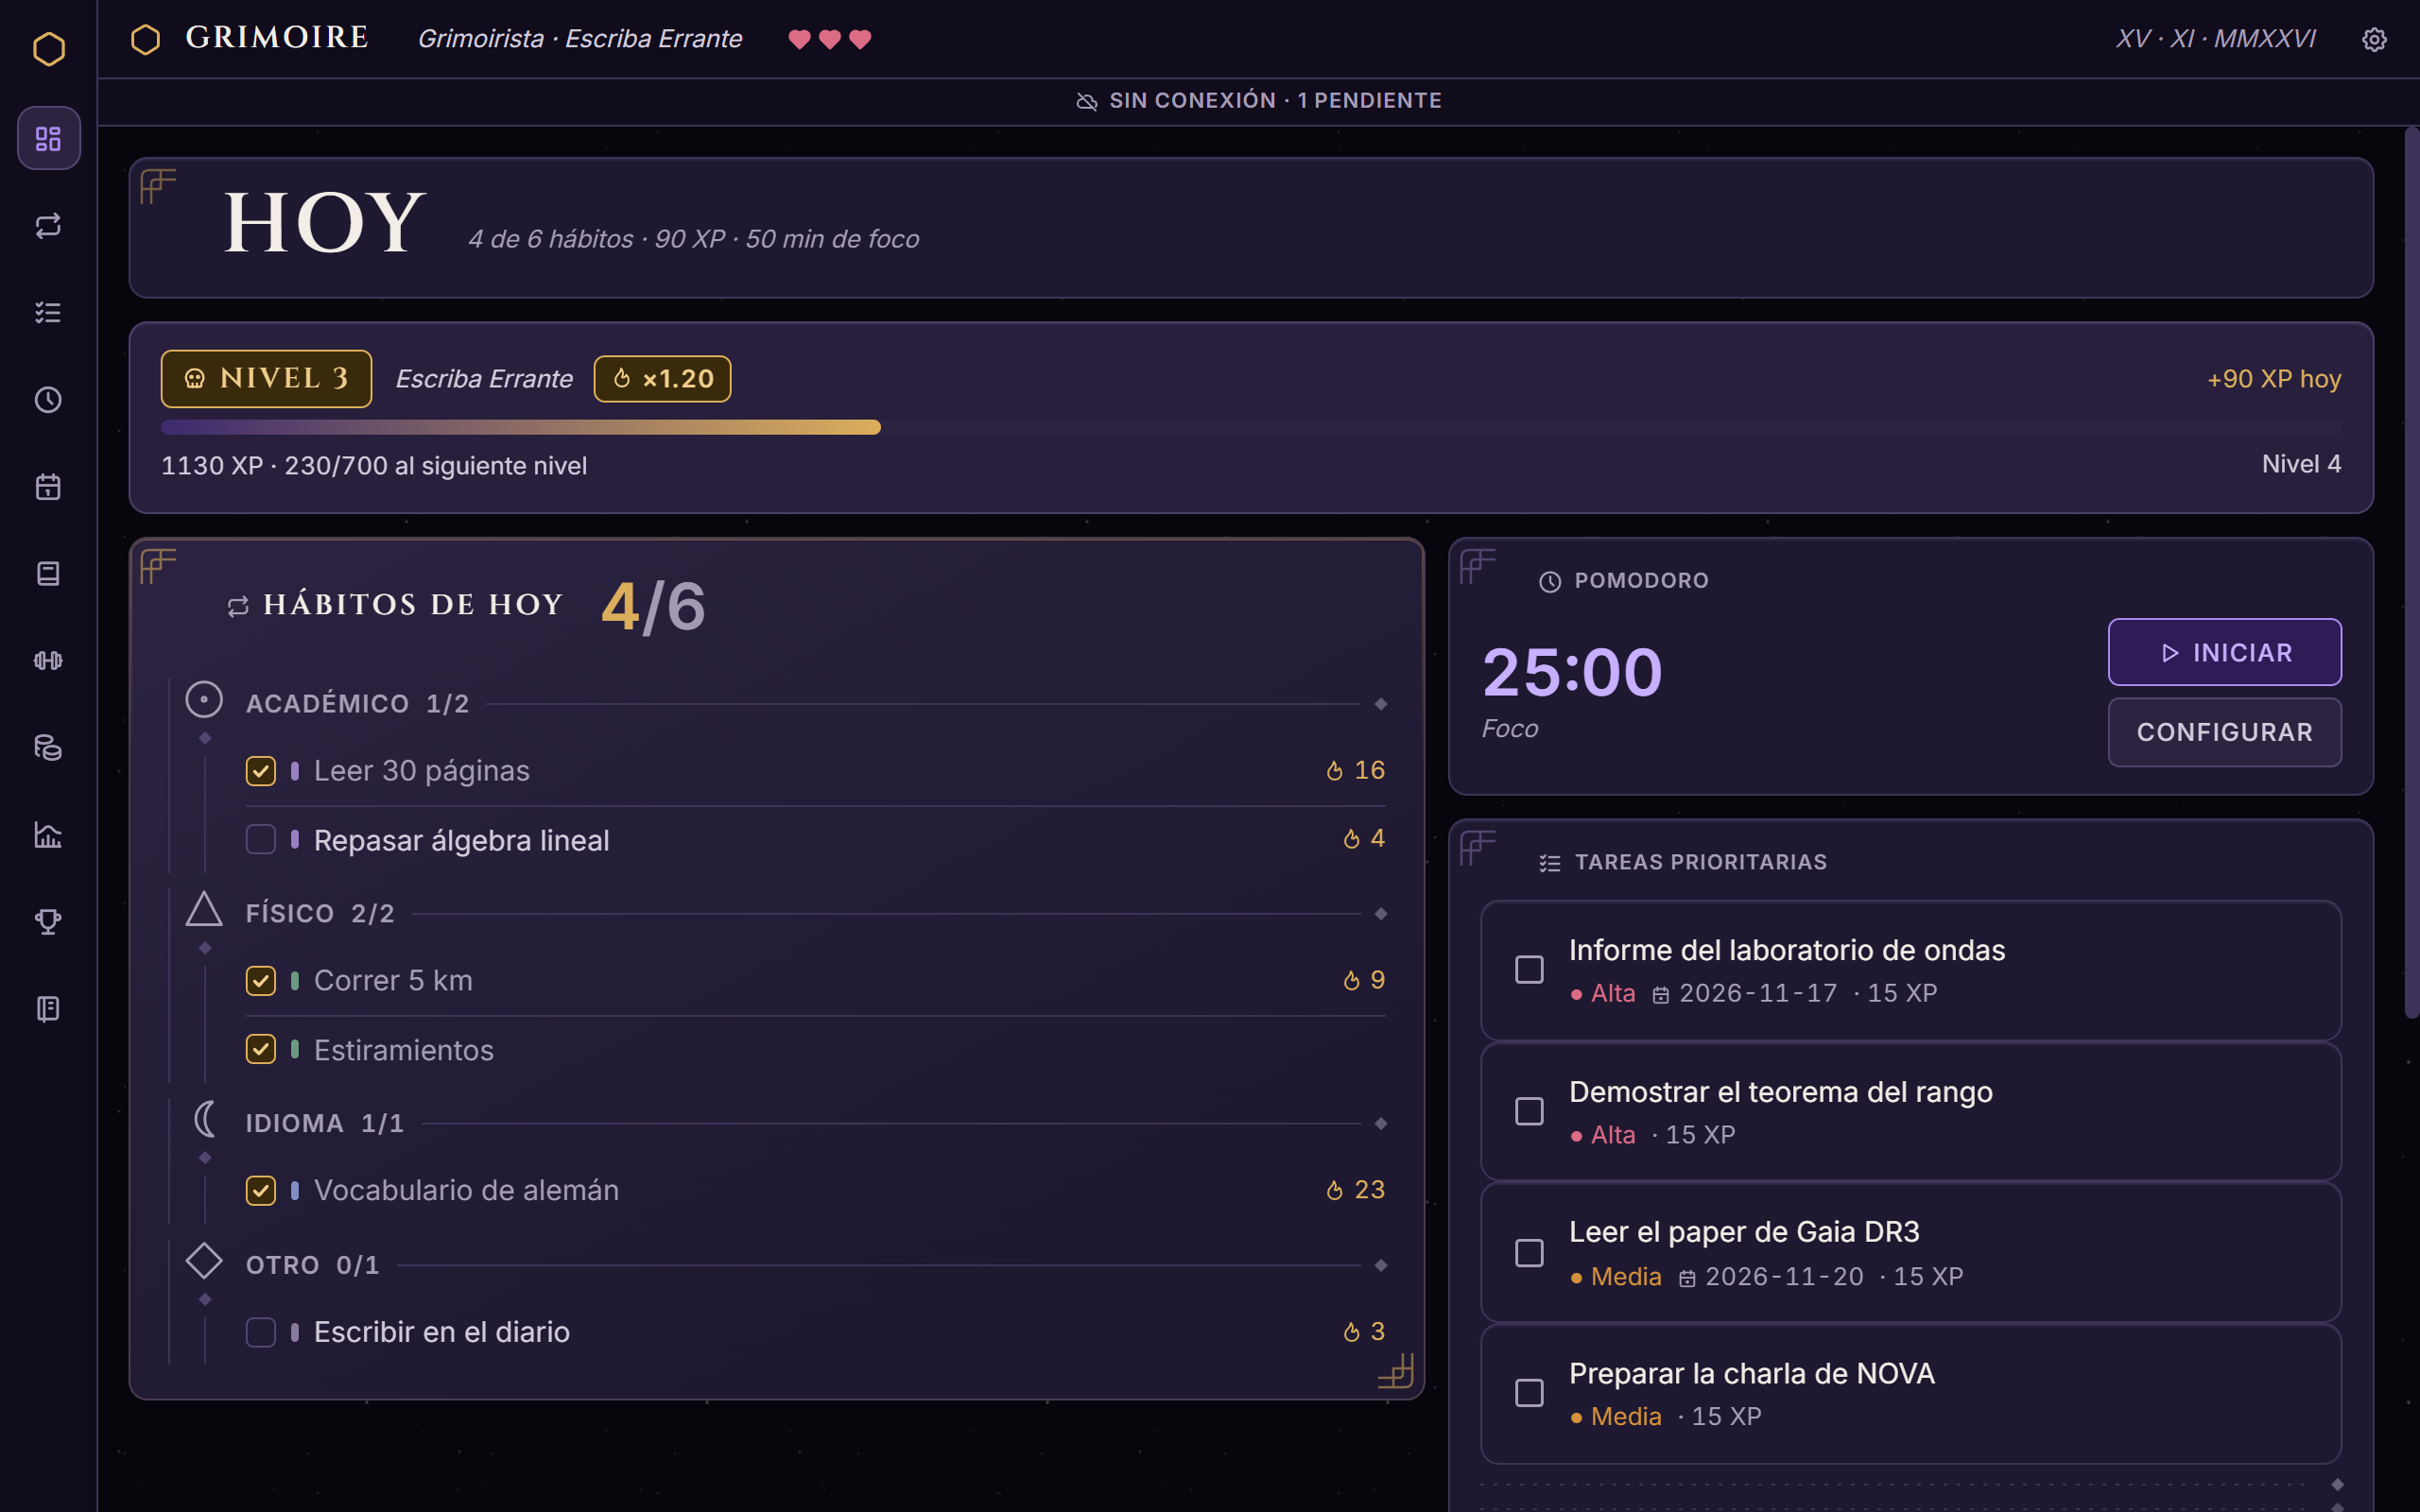 GRIMOIRE
Grimoirista · Escriba Errante
XV · XI · MMXXVI
SIN CONEXIÓN · 1 PENDIENTE
HOY
4 de 6 hábitos · 90 XP · 50 min de foco
NIVEL 3
Escriba Errante
×1.20
+90 XP hoy
1130 XP · 230/700 al siguiente nivel
Nivel 4
HÁBITOS DE HOY 4/6
ACADÉMICO 1/2
Leer 30 páginas 16
Repasar álgebra lineal 4
FÍSICO 2/2
Correr 5 km 9
Estiramientos
IDIOMA 1/1
Vocabulario de alemán 23
OTRO 0/1
Escribir en el diario 3
POMODORO
25:00
Foco
INICIAR
CONFIGURAR
TAREAS PRIORITARIAS
Informe del laboratorio de ondas
Alta 2026-11-17 · 15 XP
Demostrar el teorema del rango
Alta · 15 XP
Leer el paper de Gaia DR3
Media 2026-11-20 · 15 XP
Preparar la charla de NOVA
Media · 15 XP